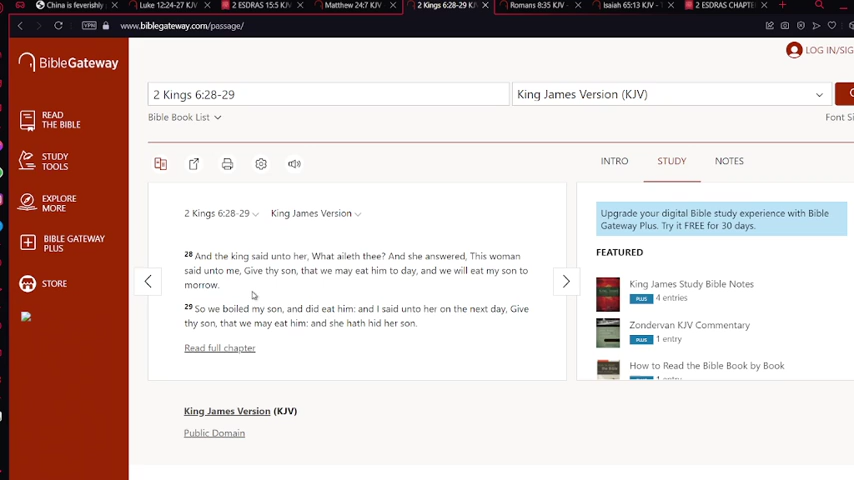 China is feverishly
Luke 12:24-27 KJV
2 ESDRAS 15:5 KJV
Matthew 24:7 KJV
2 Kings 6:28-29 KJV
Romans 8:35 KJV
Isaiah 65:13 KJV
2 ESDRAS CHAPTE
VPN www.biblegateway.com/passage/
BibleGateway
LOG IN/SIG
2 Kings 6:28-29
King James Version (KJV)
Bible Book List
Font Si
READ
THE BIBLE
STUDY
TOOLS
EXPLORE
MORE
BIBLE GATEWAY
PLUS
STORE
INTRO STUDY NOTES
2 Kings 6:28-29 King James Version
28 And the king said unto her, What aileth thee? And she answered, This woman
said unto me, Give thy son, that we may eat him to day, and we will eat my son to
morrow.
29 So we boiled my son, and did eat him: and I said unto her on the next day, Give
thy son, that we may eat him: and she hath hid her son.
Read full chapter
King James Version (KJV)
Public Domain
Upgrade your digital Bible study experience with Bible
Gateway Plus. Try it FREE for 30 days.
FEATURED
King James Study Bible Notes
PLUS 4 entries
Zondervan KJV Commentary
PLUS 1 entry
How to Read the Bible Book by Book
PLUS 1 entry